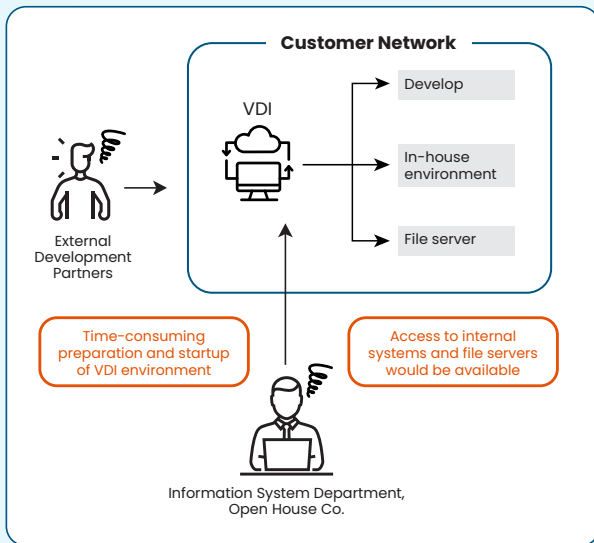 Customer Network
VDI
Develop
In-house
environment
File server
External
Development
Partners
Time-consuming
preparation and startup
of VDI environment
Access to internal
systems and file servers
would be available
Information System Department,
Open House Co.